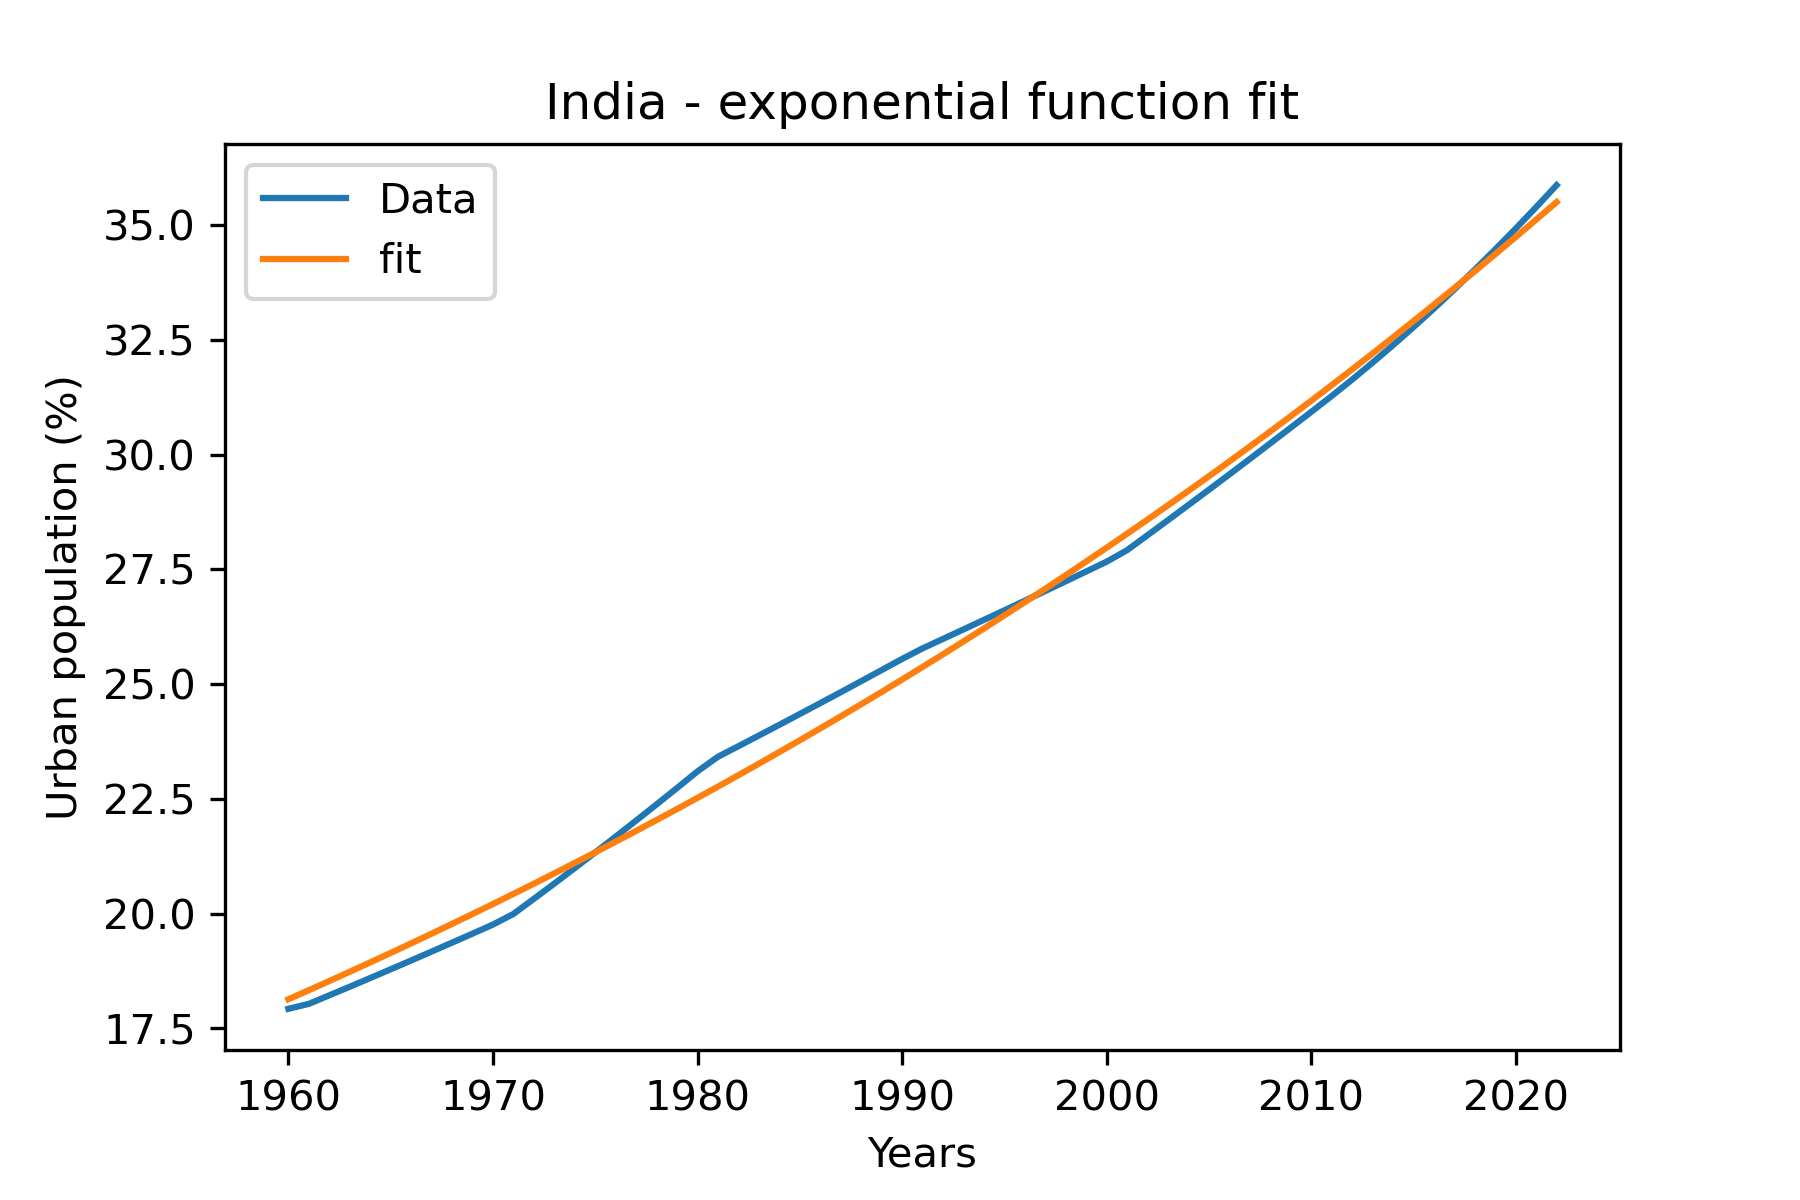 India - exponential function fit
Data
fit
35.0
32.5
30.0
27.5
25.0
22.5
20.0
17.5
Urban population (%)
1960 1970 1980 1990 2000 2010 2020
Years